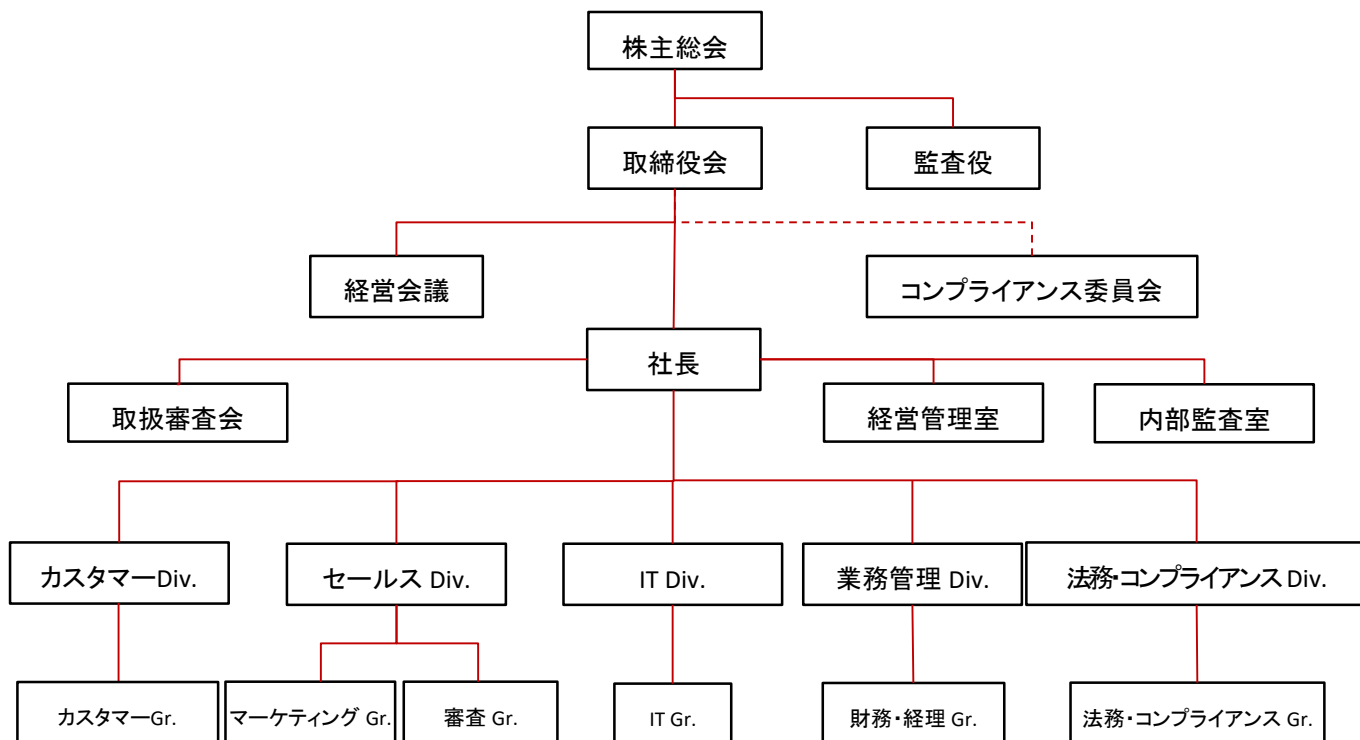 株主総会
取締役会
監査役
経営会議
コンプライアンス委員会
社長
取扱審査会
経営管理室
内部監査室
カスタマーDiv.
セールス Div.
IT Div.
業務管理 Div.
法務・コンプライアンス Div.
カスタマーGr.
マーケティング Gr.
審査 Gr.
IT Gr.
財務・経理 Gr.
法務・コンプライアンス Gr.